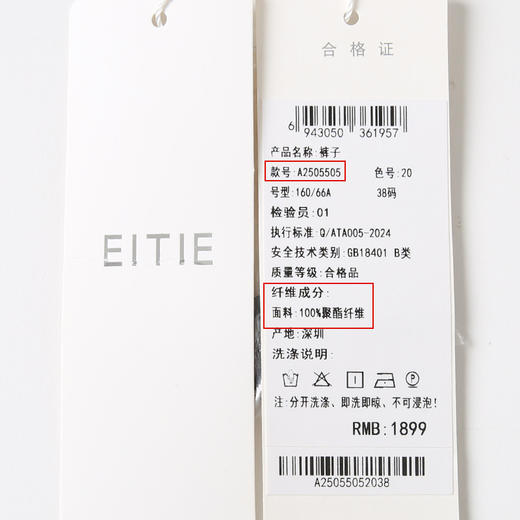 EITIE
合格证
6 943050 361957
产品名称:裤子
款号:A2505505 色号:20
号型:160/66A 38码
检验员:01
执行标准:Q/ATA005-2024
安全技术类别:GB18401 B类
质量等级:合格品
纤维成分:
面料:100%聚酯纤维
产地:深圳
洗涤说明:
注:分开洗涤、即洗即晾、不可浸泡!
RMB:1899
A25055052038